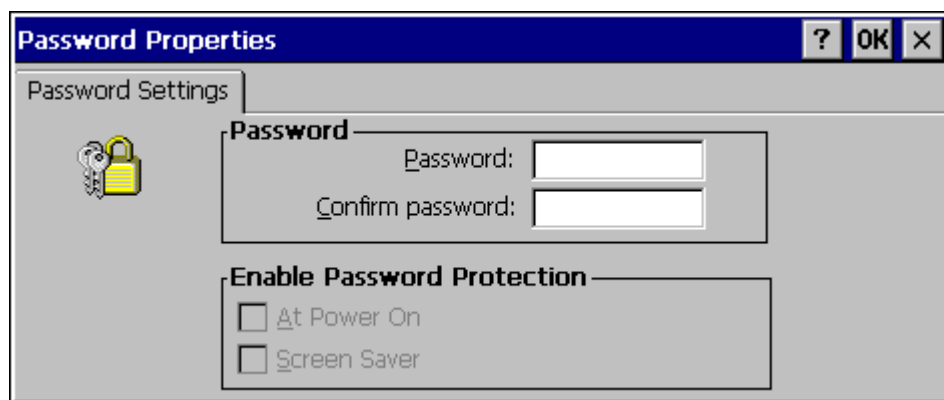 Password Properties ? OK ×
Password Settings
Password
Password:
Confirm password:
Enable Password Protection
At Power On
Screen Saver